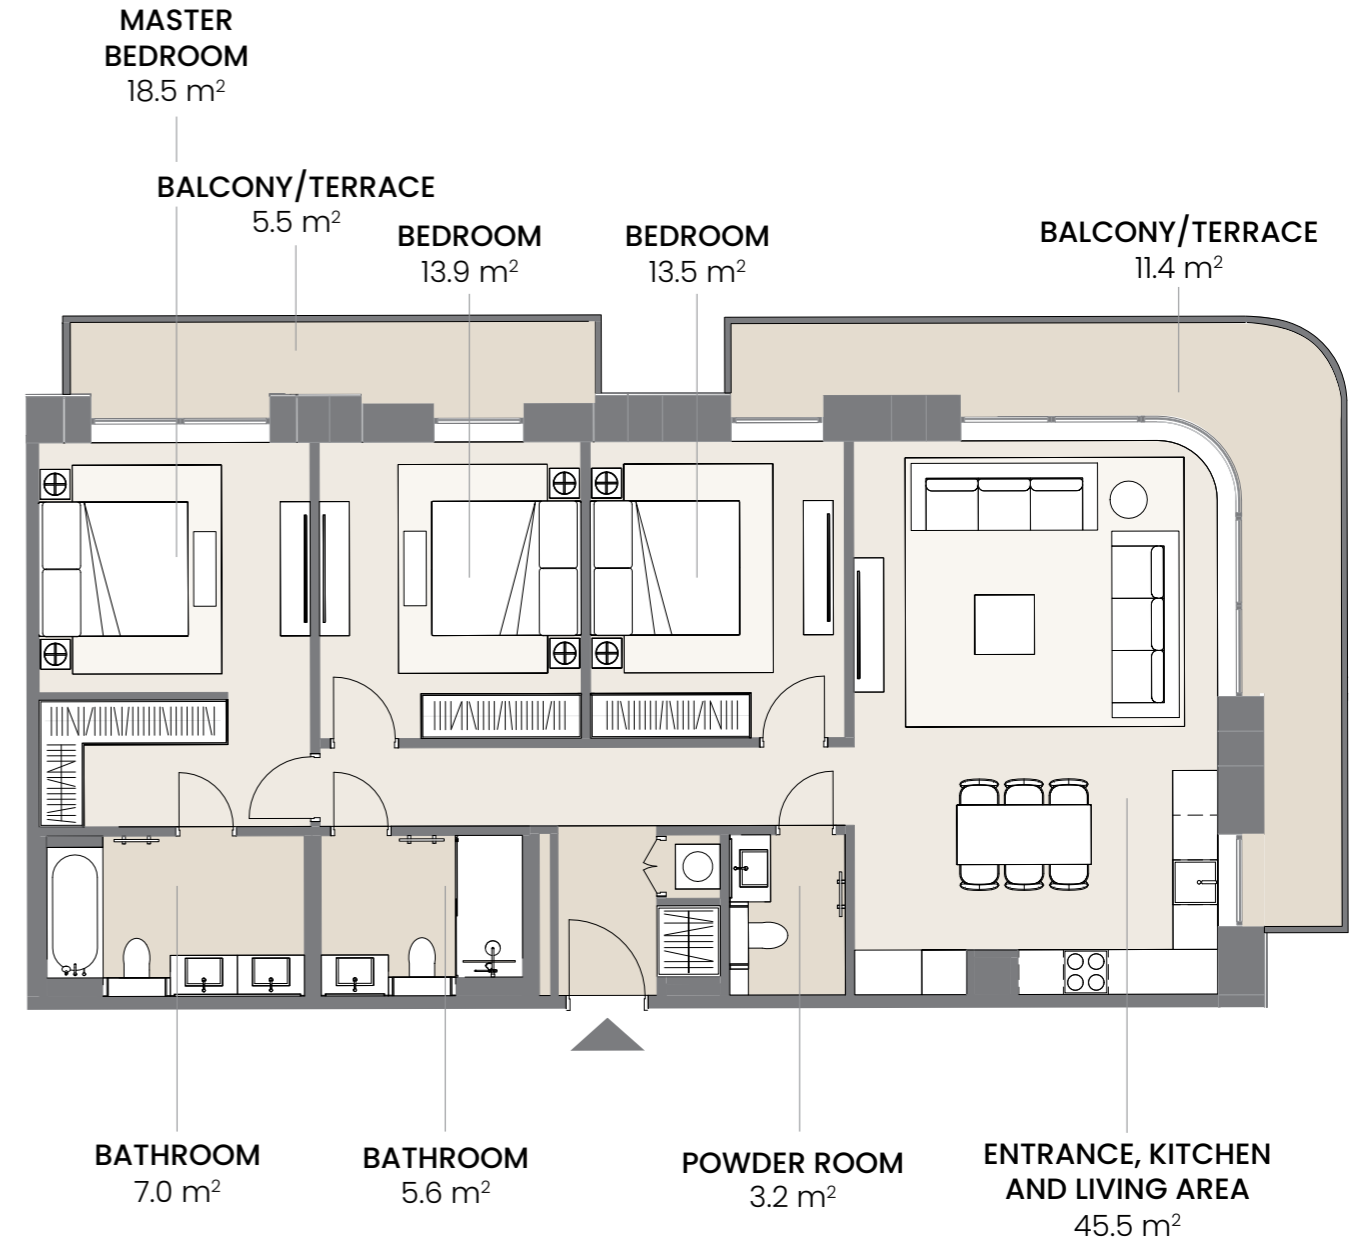 MASTER
BEDROOM
18.5 m²
BALCONY/TERRACE
5.5 m²
BEDROOM
13.9 m²
BEDROOM
13.5 m²
BALCONY/TERRACE
11.4 m²
BATHROOM
7.0 m²
BATHROOM
5.6 m²
POWDER ROOM
3.2 m²
ENTRANCE, KITCHEN
AND LIVING AREA
45.5 m²